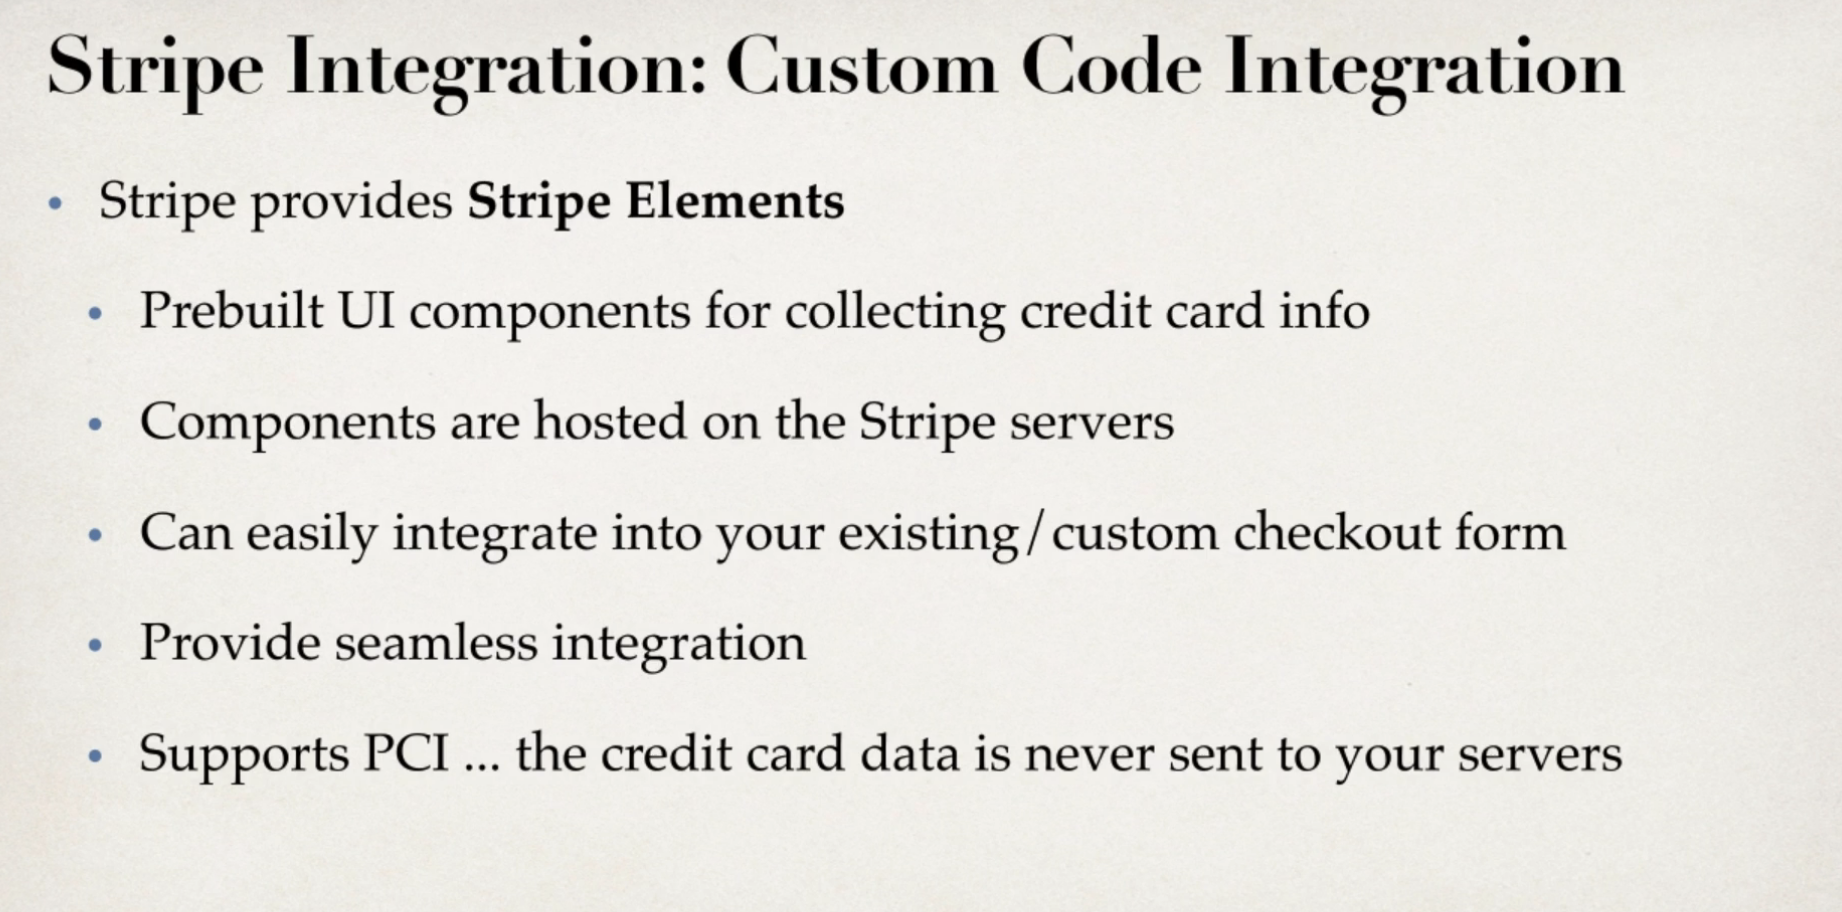 Stripe Integration: Custom Code Integration
• Stripe provides Stripe Elements
• Prebuilt UI components for collecting credit card info
• Components are hosted on the Stripe servers
• Can easily integrate into your existing/custom checkout form
• Provide seamless integration
• Supports PCI ... the credit card data is never sent to your servers